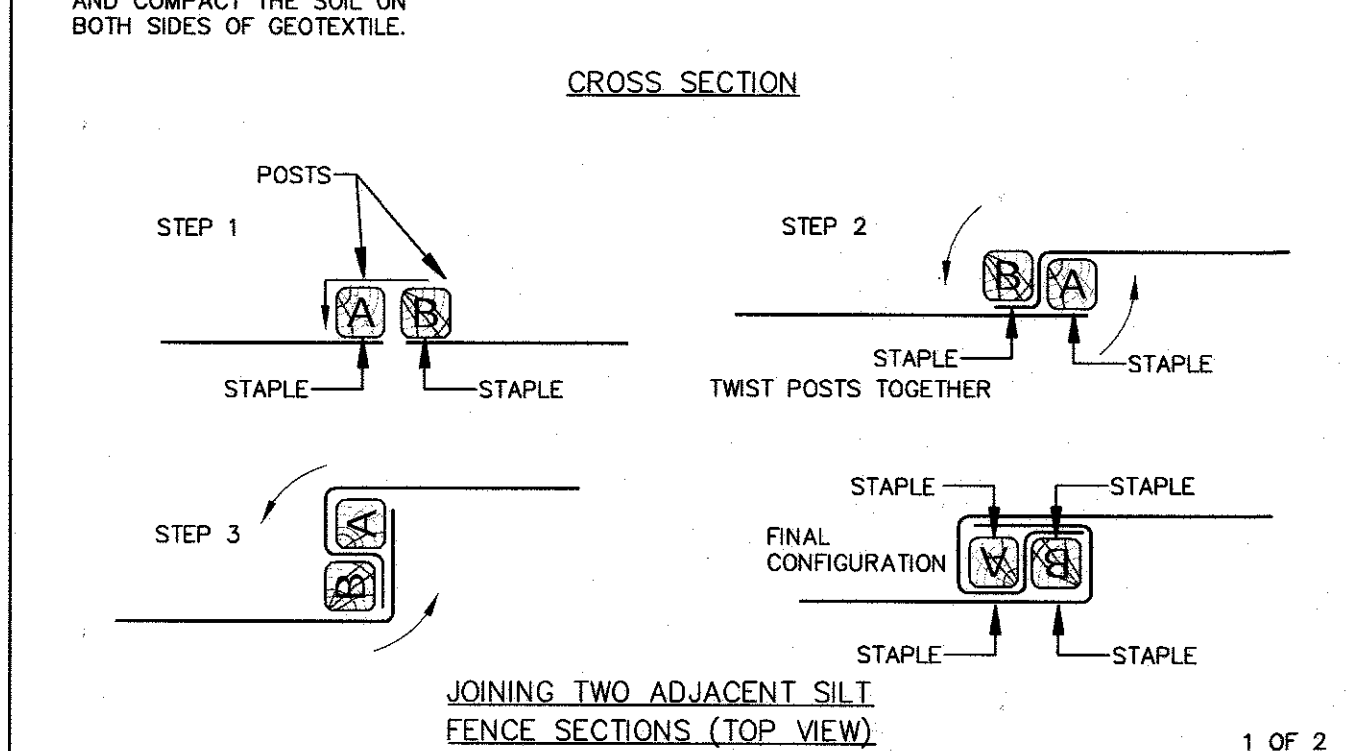 AND COMPACT THE SOIL ON
BOTH SIDES OF GEOTEXTILE.
CROSS SECTION
POSTS
STEP 1
A
B
STAPLE
STAPLE
STEP 2
B
A
STAPLE
STAPLE
TWIST POSTS TOGETHER
STEP 3
A
B
STAPLE
STAPLE
FINAL
CONFIGURATION
A
B
STAPLE
STAPLE
JOINING TWO ADJACENT SILT
FENCE SECTIONS (TOP VIEW)
1 OF 2